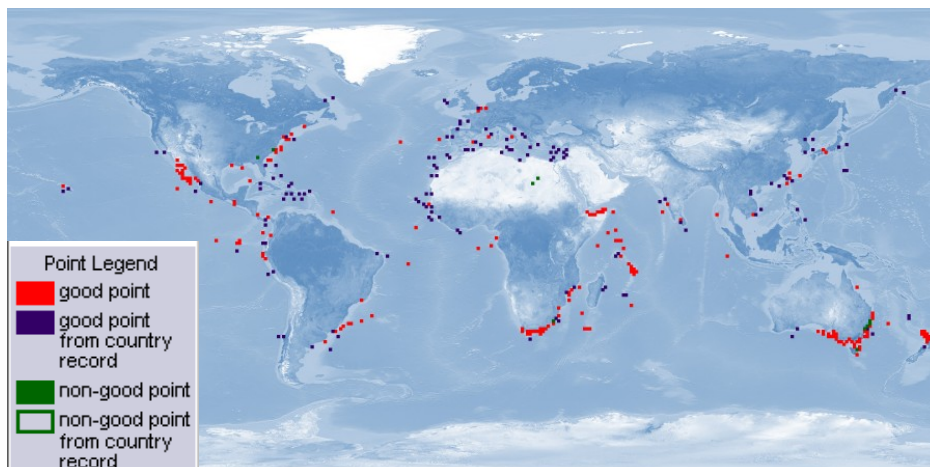 Point Legend
good point
good point
from country
record
non-good point
non-good point
from country
record